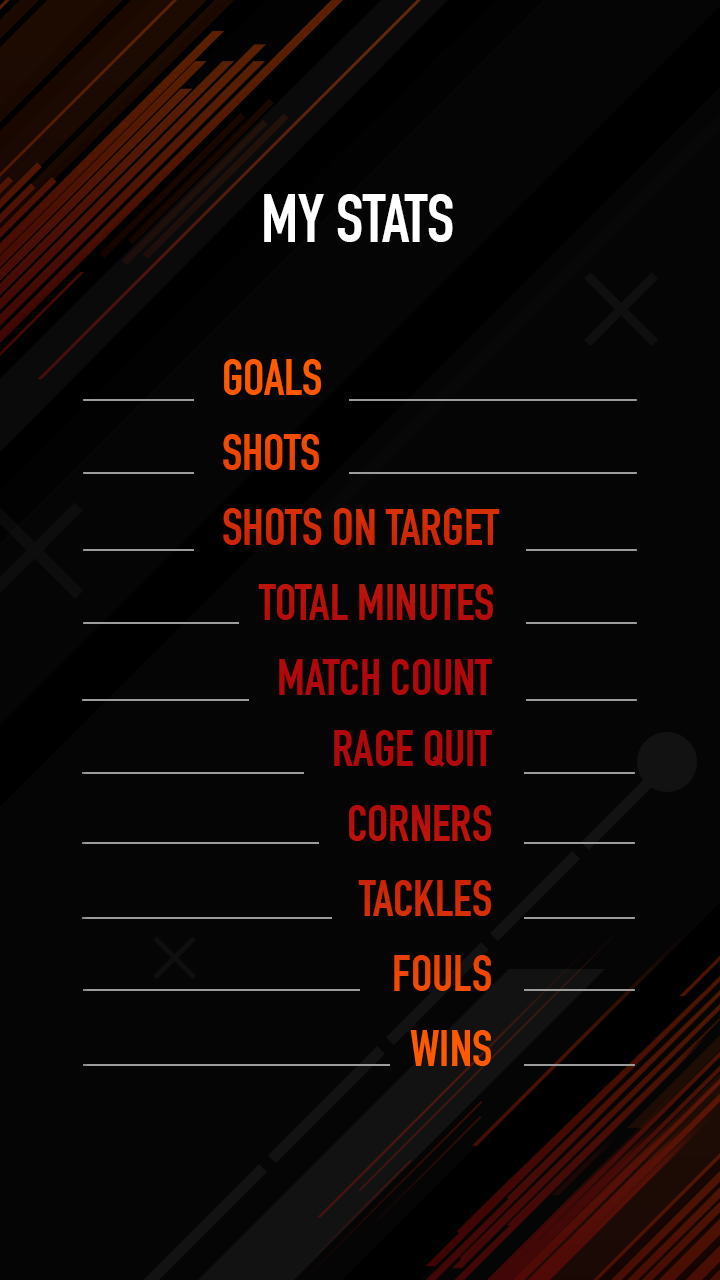 MY STATS
GOALS
SHOTS
SHOTS ON TARGET
TOTAL MINUTES
MATCH COUNT
RAGE QUIT
CORNERS
TACKLES
FOULS
WINS